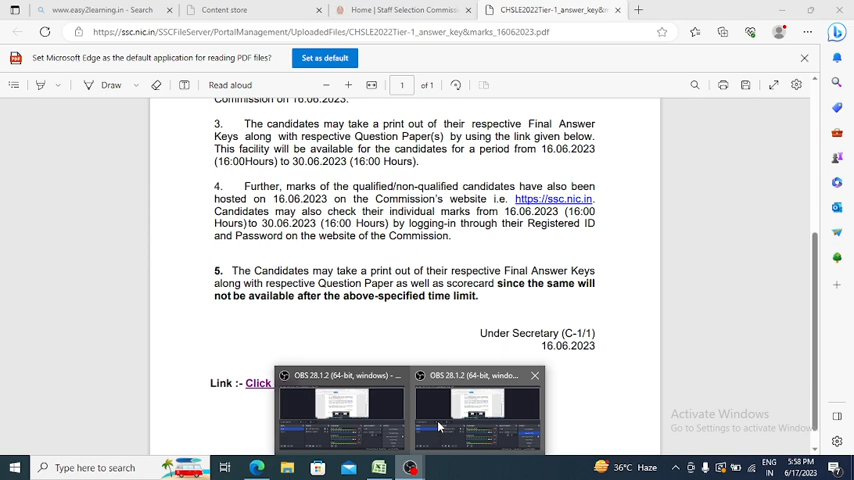 www.easy2learning.in - Search
Content store
Home | Staff Selection Commissi
CHSLE2022Tier-1_answer_key&m
https://ssc.nic.in/SSCFileServer/PortalManagement/UploadedFiles/CHSLE2022Tier-1_answer_key&marks_16062023.pdf
Set Microsoft Edge as the default application for reading PDF files?
Set as default
Draw
Read aloud
1
of 1
Commission on 16.06.2023.
3. The candidates may take a print out of their respective Final Answer
Keys along with respective Question Paper(s) by using the link given below.
This facility will be available for the candidates for a period from 16.06.2023
(16:00Hours) to 30.06.2023 (16:00 Hours).
4. Further, marks of the qualified/non-qualified candidates have also been
hosted on 16.06.2023 on the Commission's website i.e. https://ssc.nic.in.
Candidates may also check their individual marks from 16.06.2023 (16:00
Hours)to 30.06.2023 (16:00 Hours) by logging-in through their Registered ID
and Password on the website of the Commission.
5. The Candidates may take a print out of their respective Final Answer Keys
along with respective Question Paper as well as scorecard since the same will
not be available after the above-specified time limit.
Under Secretary (C-1/1)
16.06.2023
Link :- Click
OBS 28.1.2 (64-bit, windows) - ...
OBS 28.1.2 (64-bit, windo...
Activate Windows
Go to Settings to activate Window
Type here to search
36°C Haze
ENG
IN
5:58 PM
6/17/2023